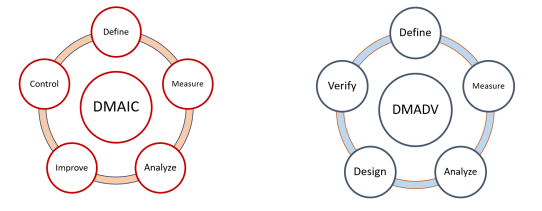 Define
Control
Measure
DMAIC
Improve
Analyze
Define
Verify
Measure
DMADV
Design
Analyze